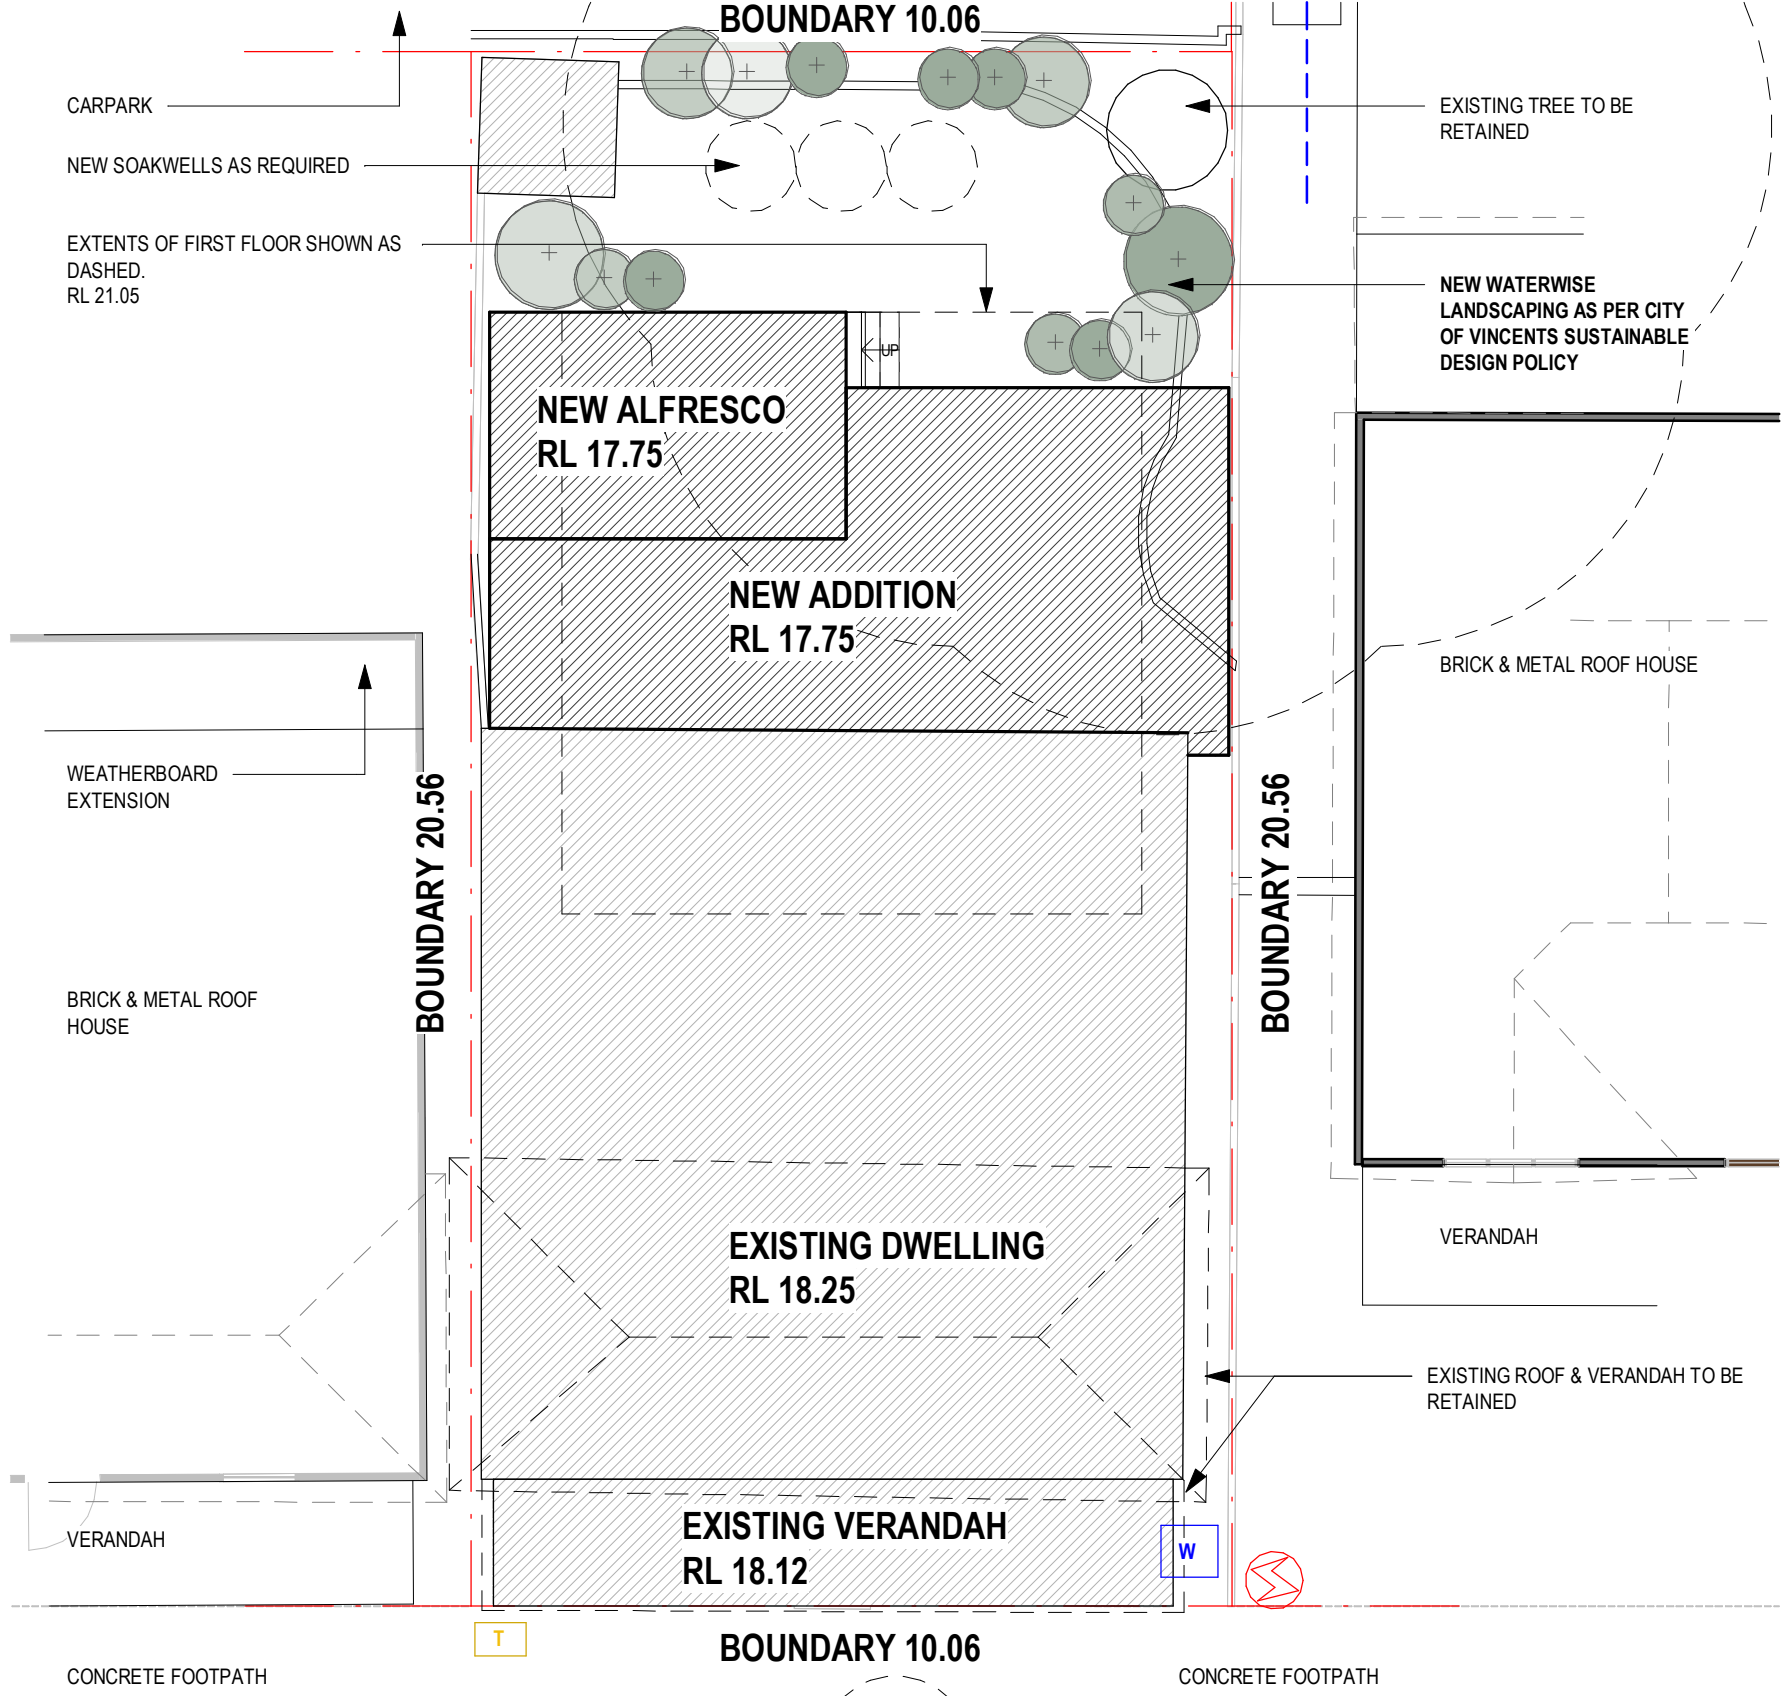 BOUNDARY 10.06
CARPARK
EXISTING TREE TO BE
RETAINED
NEW SOAKWELLS AS REQUIRED
EXTENTS OF FIRST FLOOR SHOWN AS
DASHED.
RL 21.05
NEW WATERWISE
LANDSCAPING AS PER CITY
OF VINCENTS SUSTAINABLE
DESIGN POLICY
UP
NEW ALFRESCO
RL 17.75
NEW ADDITION
RL 17.75
BRICK & METAL ROOF HOUSE
WEATHERBOARD
EXTENSION
BOUNDARY 20.56
BOUNDARY 20.56
BRICK & METAL ROOF
HOUSE
EXISTING DWELLING
RL 18.25
VERANDAH
EXISTING ROOF & VERANDAH TO BE
RETAINED
EXISTING VERANDAH
RL 18.12
VERANDAH
W
T
BOUNDARY 10.06
CONCRETE FOOTPATH
CONCRETE FOOTPATH